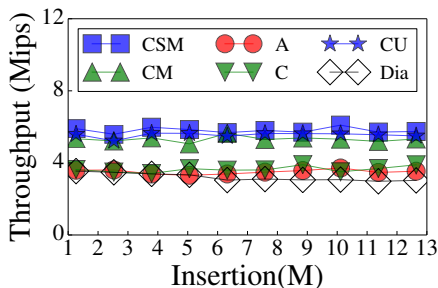 Throughput (Mips)
12
8
4
0
CSM A CU
CM C Dia
1 2 3 4 5 6 7 8 9 10 11 12 13
Insertion(M)